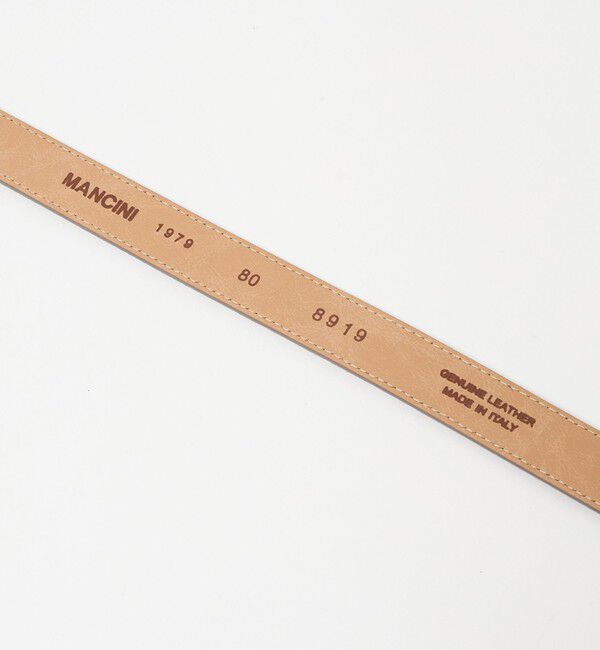 MANCINI 1979 80 8919
GENUINE LEATHER
MADE IN ITALY